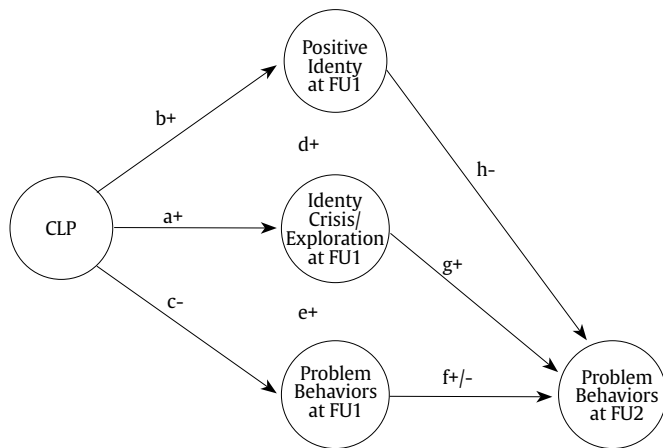 Positive
Identy
at FU1
b+
d+
h-
CLP
a+
Identy
Crisis/
Exploration
at FU1
g+
c-
e+
Problem
Behaviors
at FU1
f+/-
Problem
Behaviors
at FU2